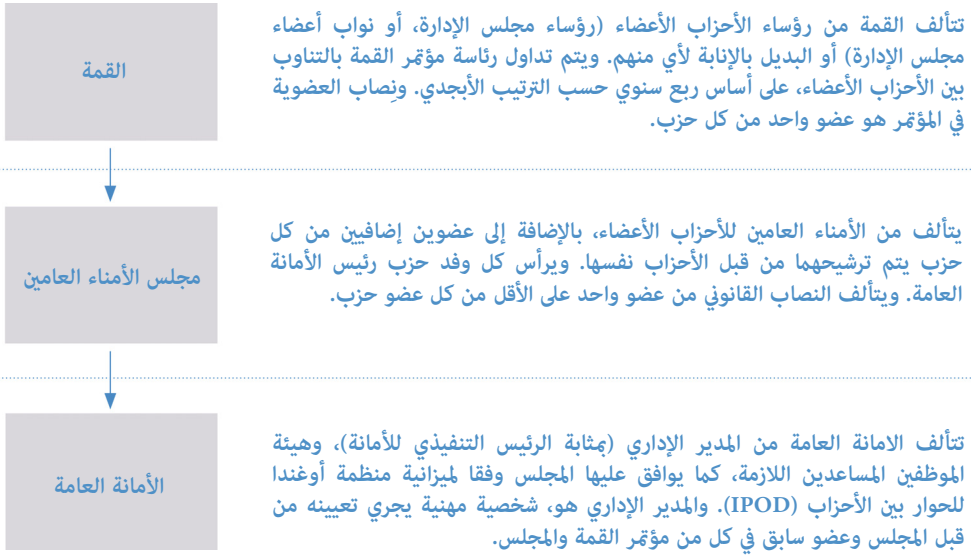 القمة
تتألف القمة من رؤساء الأحزاب الأعضاء (رؤساء مجلس الإدارة، أو نواب أعضاء
مجلس الإدارة) أو البديل بالإنابة لأي منهم. ويتم تداول رئاسة مؤتمر القمة بالتناوب
بين الأحزاب الأعضاء، على أساس ربع سنوي حسب الترتيب الأبجدي. ونِصاب العضوية
في المؤتمر هو عضو واحد من كل حزب.
مجلس الأمناء العامين
يتألف من الأمناء العامين للأحزاب الأعضاء، بالإضافة إلى عضوين إضافيين من كل
حزب يتم ترشيحهما من قبل الأحزاب نفسها. ويرأس كل وفد حزب رئيس الأمانة
العامة. ويتألف النصاب القانوني من عضو واحد على الأقل من كل عضو حزب.
الأمانة العامة
تتألف الامانة العامة من المدير الإداري (بمثابة الرئيس التنفيذي للأمانة)، وهيئة
الموظفين المساعدين اللازمة، كما يوافق عليها المجلس وفقا لميزانية منظمة أوغندا
للحوار بين الأحزاب (IPOD). والمدير الإداري هو، شخصية مهنية يجري تعيينه من
قبل المجلس وعضو سابق في كل من مؤتمر القمة والمجلس.